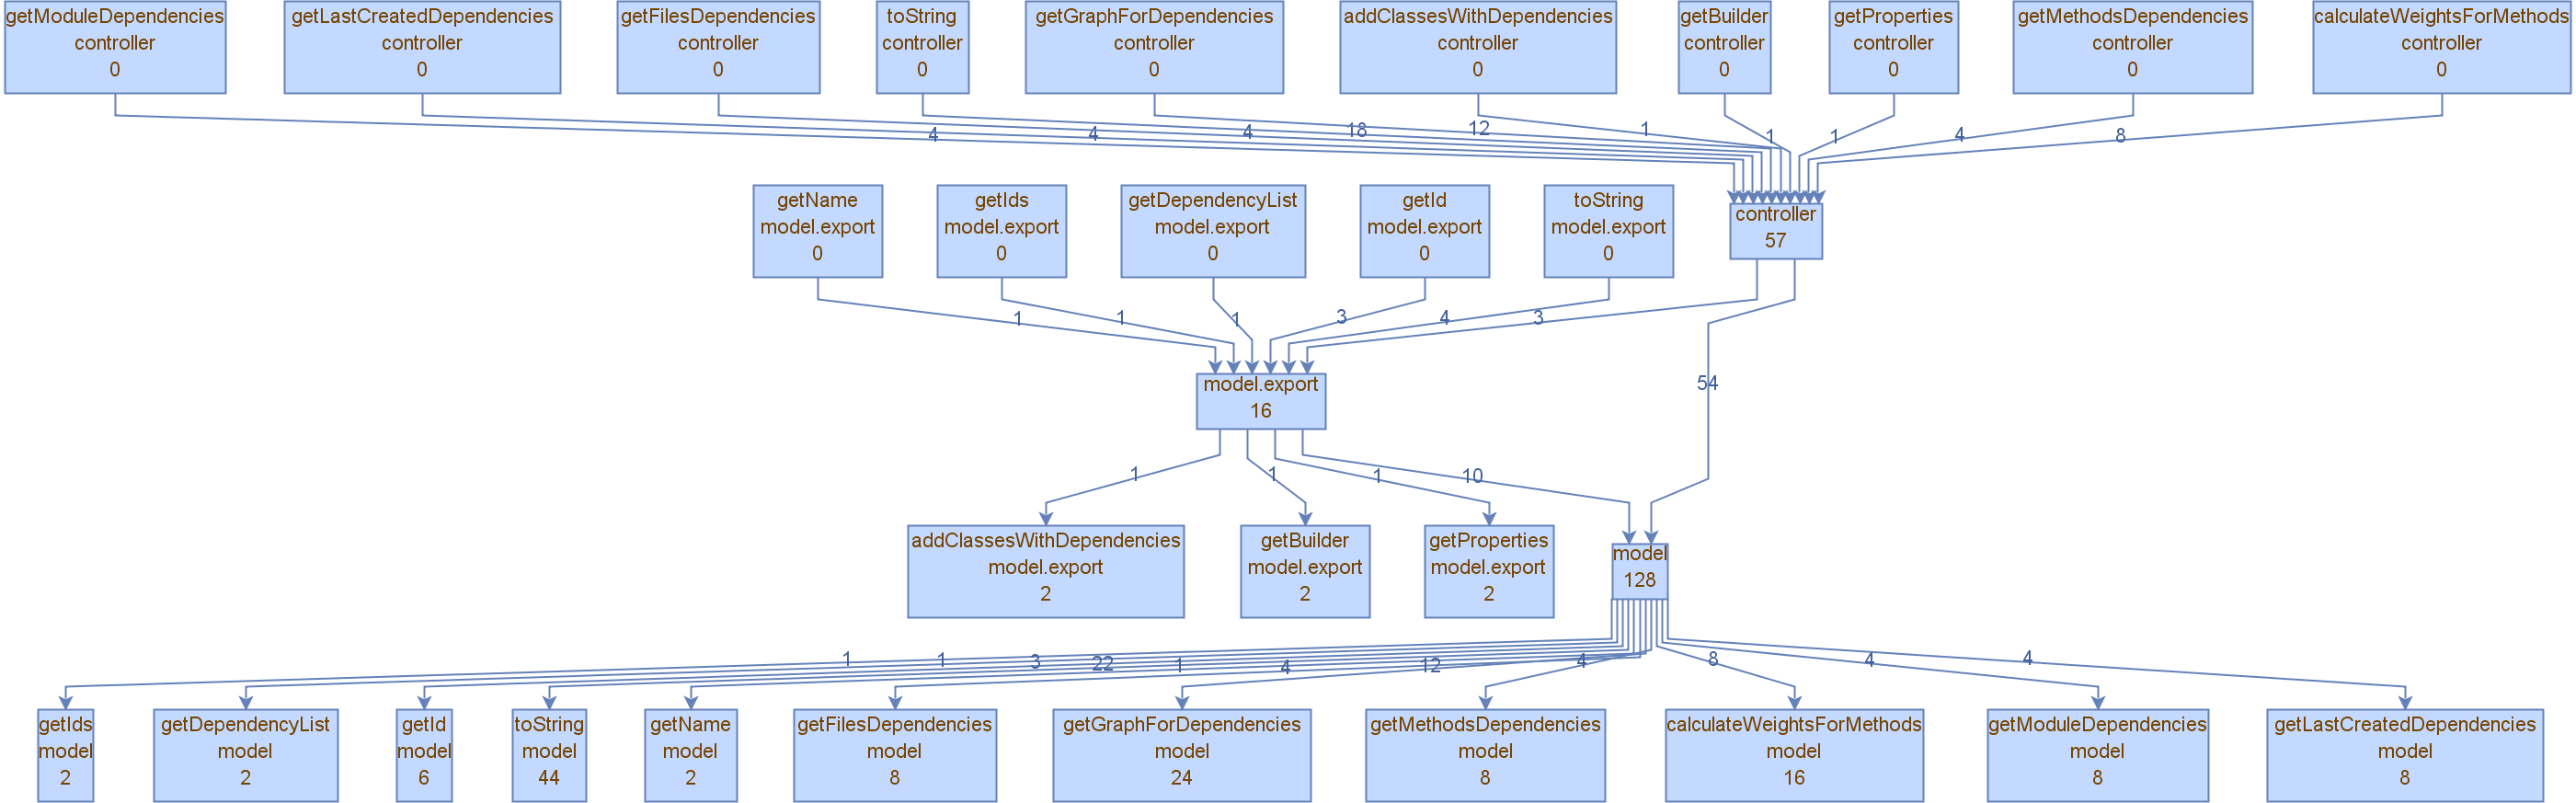 getModuleDependencies
controller
0
getLastCreatedDependencies
controller
0
getFilesDependencies
controller
0
toString
controller
0
getGraphForDependencies
controller
0
addClassesWithDependencies
controller
0
getBuilder
controller
0
getProperties
controller
0
getMethodsDependencies
controller
0
calculateWeightsForMethods
controller
0
4
4
4
18
12
1
1
1
4
8
getName
model.export
0
getIds
model.export
0
getDependencyList
model.export
0
getId
model.export
0
toString
model.export
0
controller
57
1
1
1
3
4
3
54
model.export
16
1
1
1
10
addClassesWithDependencies
model.export
2
getBuilder
model.export
2
getProperties
model.export
2
model
128
1
1
3
22
1
4
12
4
8
4
4
getIds
model
2
getDependencyList
model
2
getId
model
6
toString
model
44
getName
model
2
getFilesDependencies
model
8
getGraphForDependencies
model
24
getMethodsDependencies
model
8
calculateWeightsForMethods
model
16
getModuleDependencies
model
8
getLastCreatedDependencies
model
8